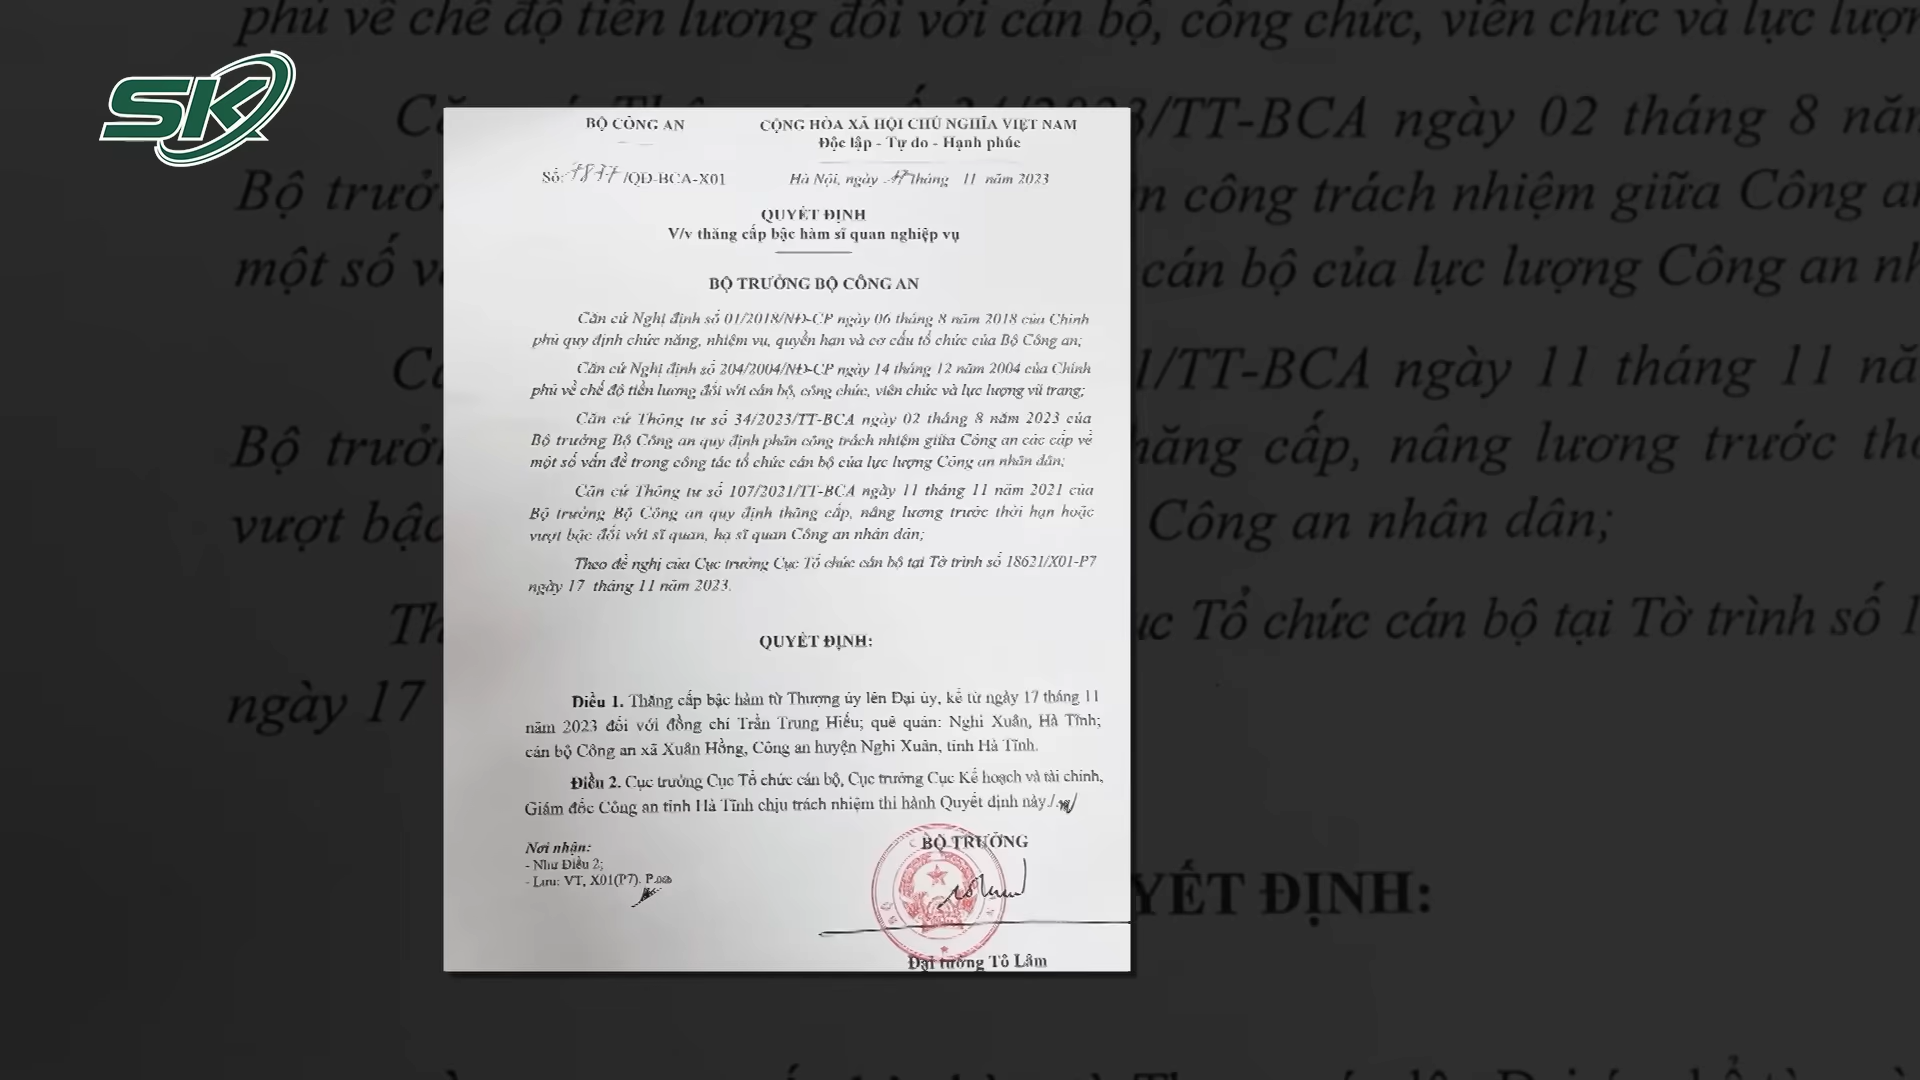 SK
phủ về chế độ tiền lương đối với cán bộ, công chức, viên chức và lực lượn
/TT-BCA ngày 02 tháng 8 năm
Bộ trưở
n công trách nhiệm giữa Công an
một số v
cán bộ của lực lượng Công an nh
1/TT-BCA ngày 11 tháng 11 nă
Bộ trưở
hăng cấp, nâng lương trước thờ
vượt bậc
Công an nhân dân;
Th
ục Tổ chức cán bộ tại Tờ trình số 1
ngày 17
YẾT ĐỊNH:
BỘ CÔNG AN
CỘNG HÒA XÃ HỘI CHỦ NGHĨA VIỆT NAM
Độc lập - Tự do - Hạnh phúc
Số: 7877 /QĐ-BCA-X01
Hà Nội, ngày 17 tháng 11 năm 2023
QUYẾT ĐỊNH
V/v thăng cấp bậc hàm sĩ quan nghiệp vụ
BỘ TRƯỞNG BỘ CÔNG AN
Căn cứ Nghị định số 01/2018/NĐ-CP ngày 06 tháng 8 năm 2018 của Chính
phủ quy định chức năng, nhiệm vụ, quyền hạn và cơ cấu tổ chức của Bộ Công an;
Căn cứ Nghị định số 204/2004/NĐ-CP ngày 14 tháng 12 năm 2004 của Chính
phủ về chế độ tiền lương đối với cán bộ, công chức, viên chức và lực lượng vũ trang;
Căn cứ Thông tư số 34/2023/TT-BCA ngày 02 tháng 8 năm 2023 của
Bộ trưởng Bộ Công an quy định phân công trách nhiệm giữa Công an các cấp về
một số vấn đề trong công tác tổ chức cán bộ của lực lượng Công an nhân dân;
Căn cứ Thông tư số 107/2021/TT-BCA ngày 11 tháng 11 năm 2021 của
Bộ trưởng Bộ Công an quy định thăng cấp, nâng lương trước thời hạn hoặc
vượt bậc đối với sĩ quan, hạ sĩ quan Công an nhân dân;
Theo đề nghị của Cục trưởng Cục Tổ chức cán bộ tại Tờ trình số 18621/X01-P7
ngày 17 tháng 11 năm 2023.
QUYẾT ĐỊNH:
Điều 1. Thăng cấp bậc hàm từ Thượng úy lên Đại úy, kể từ ngày 17 tháng 11
năm 2023 đối với đồng chí Trần Trung Hiếu; quê quán: Nghi Xuân, Hà Tĩnh;
cán bộ Công an xã Xuân Hồng, Công an huyện Nghi Xuân, tỉnh Hà Tĩnh.
Điều 2. Cục trưởng Cục Tổ chức cán bộ, Cục trưởng Cục Kế hoạch và tài chính,
Giám đốc Công an tỉnh Hà Tĩnh chịu trách nhiệm thi hành Quyết định này./.
Nơi nhận:
- Như Điều 2;
- Lưu: VT, X01(P7).
BỘ TRƯỞNG
Đại tướng Tô Lâm